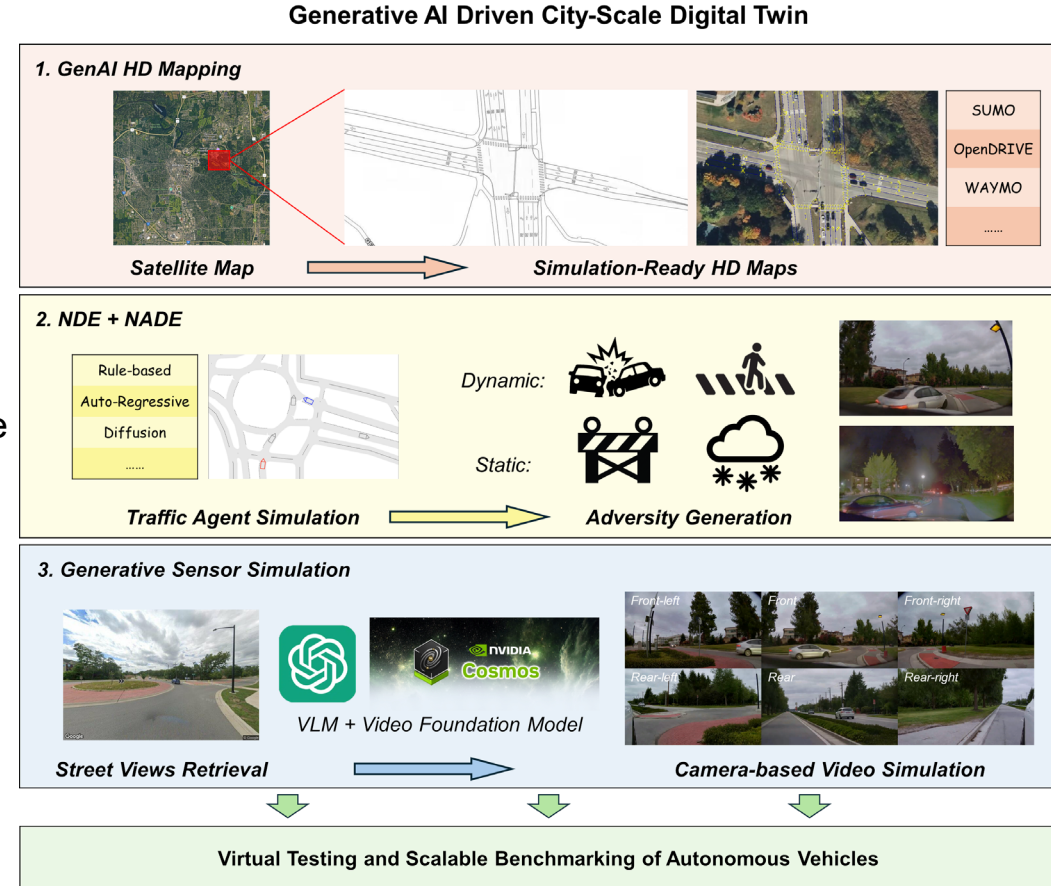 Generative AI Driven City-Scale Digital Twin
1. GenAI HD Mapping
SUMO
OpenDRIVE
WAYMO
......
Satellite Map
Simulation-Ready HD Maps
2. NDE + NADE
Rule-based
Auto-Regressive
Diffusion
......
Dynamic:
Static:
e
Traffic Agent Simulation
Adversity Generation
3. Generative Sensor Simulation
Front-left
Front
Front-right
NVIDIA
Cosmos
Rear-left
Rear
Rear-right
VLM + Video Foundation Model
Google
© Google
Street Views Retrieval
Camera-based Video Simulation
Virtual Testing and Scalable Benchmarking of Autonomous Vehicles